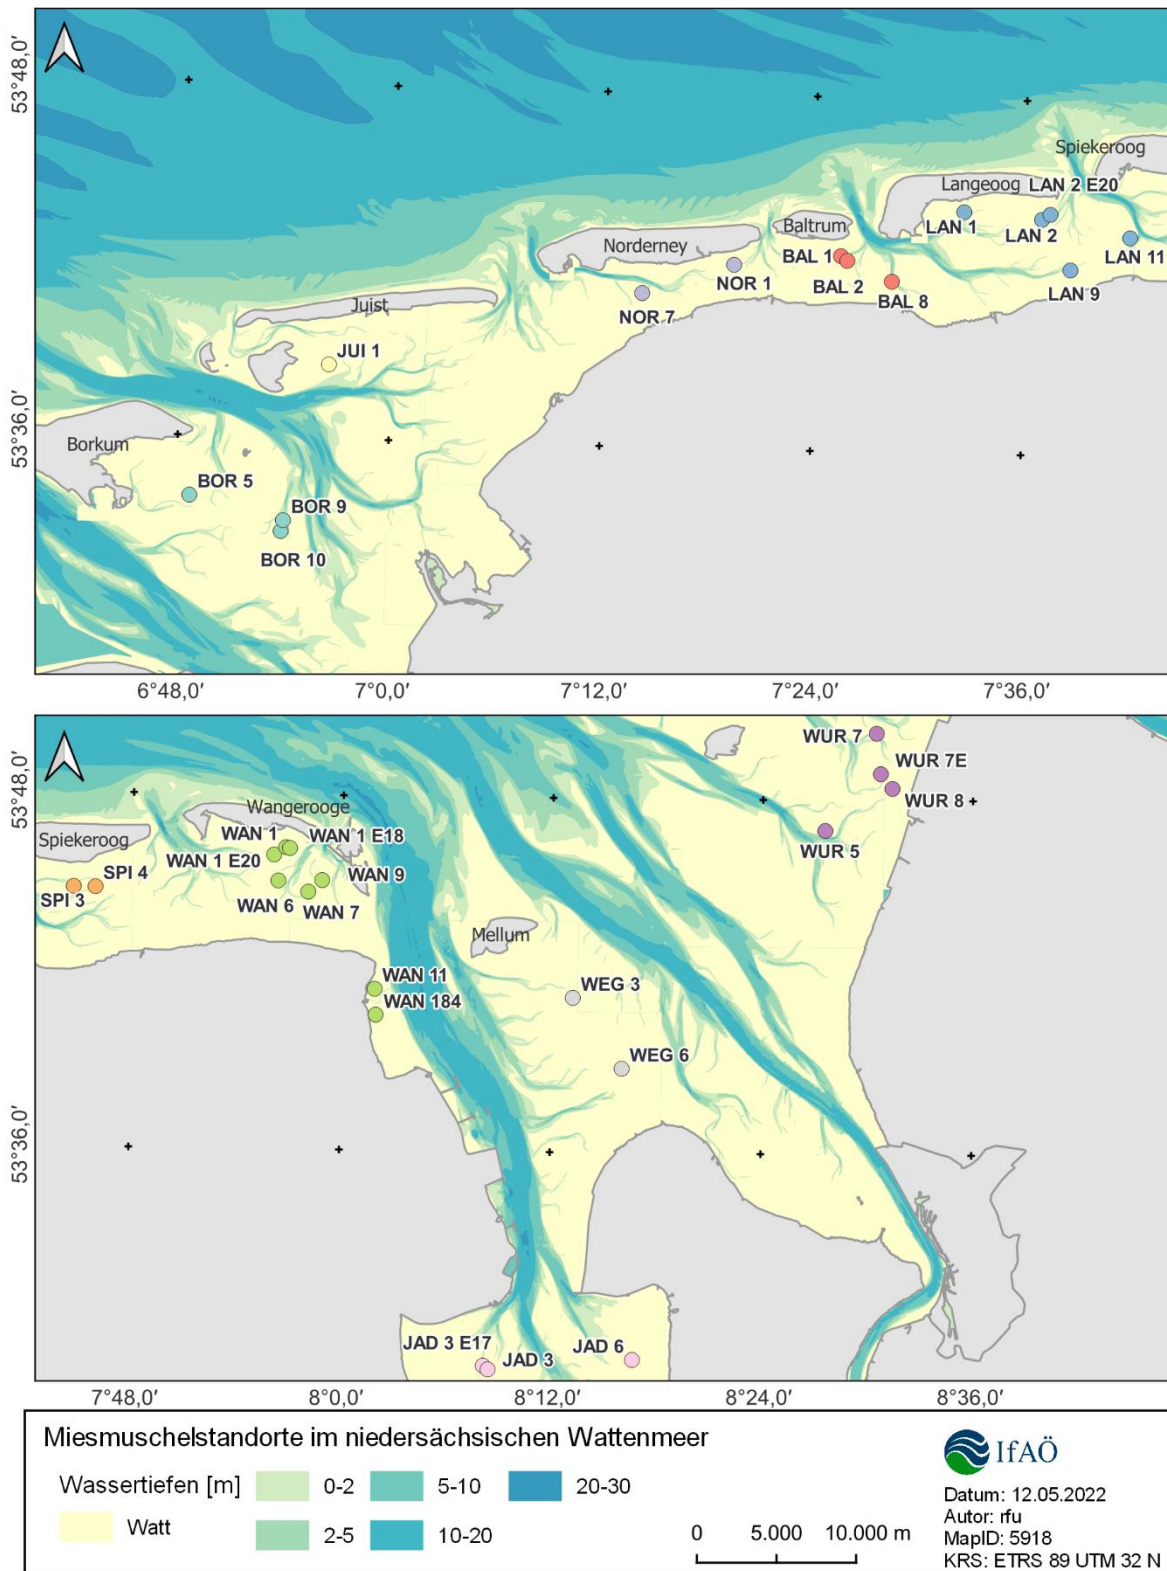 53°48,0'
Spiekeroog
Langeoog
LAN 2 E20
LAN 1
LAN 2
LAN 11
LAN 9
Baltrum
BAL 1
BAL 2
BAL 8
Norderney
NOR 1
NOR 7
Juist
JUI 1
53°36,0'
Borkum
BOR 5
BOR 9
BOR 10
6°48,0'
7°0,0'
7°12,0'
7°24,0'
7°36,0'
53°48,0'
WUR 7
WUR 7E
WUR 8
WUR 5
Wangerooge
Spiekeroog
WAN 1
WAN 1 E18
WAN 1 E20
WAN 9
SPI 4
SPI 3
WAN 6
WAN 7
Mellum
WAN 11
WEG 3
WAN 184
WEG 6
53°36,0'
JAD 3 E17
JAD 3
JAD 6
7°48,0'
8°0,0'
8°12,0'
8°24,0'
8°36,0'
Miesmuschelstandorte im niedersächsischen Wattenmeer
Wassertiefen [m]
0-2
5-10
20-30
Watt
2-5
10-20
0 5.000 10.000 m
IfAÖ
Datum: 12.05.2022
Autor: rfu
MapID: 5918
KRS: ETRS 89 UTM 32 N